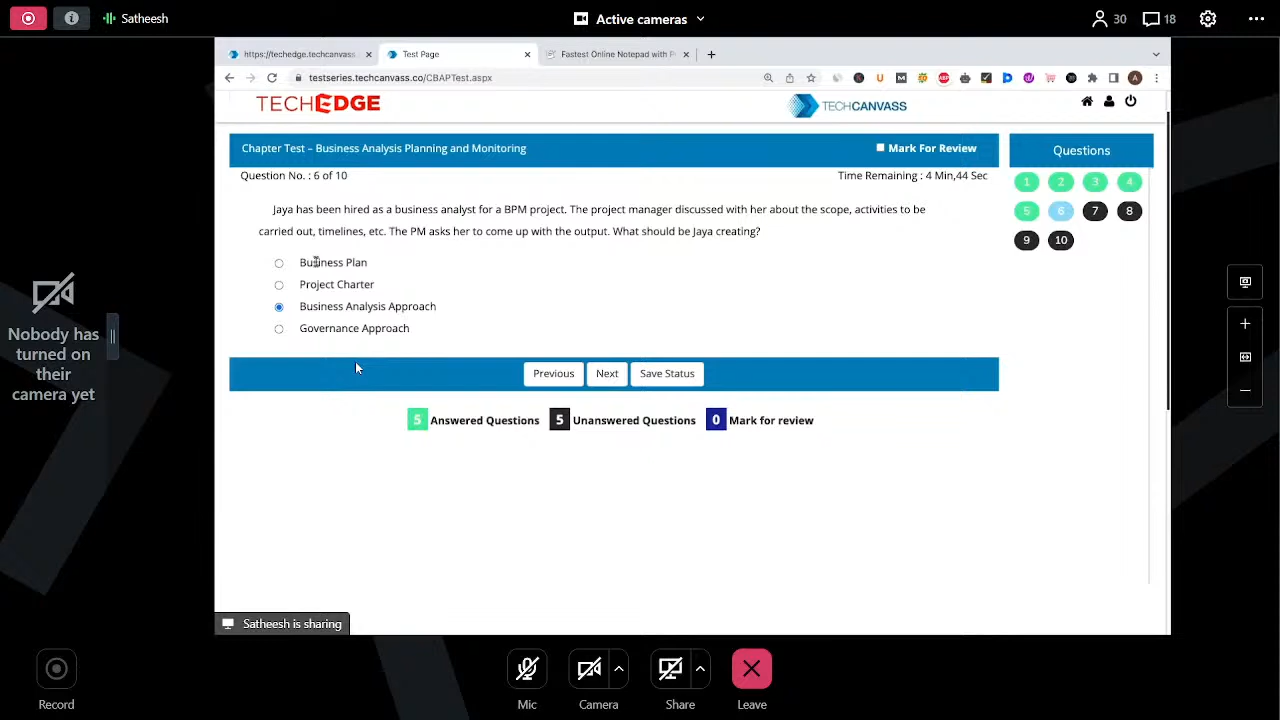 Satheesh
Active cameras
30
18
https://techedge.techcanvass
Test Page
Fastest Online Notepad with
testseries.techcanvass.co/CBAPTest.aspx
TECHEDGE
TECHCANVASS
Chapter Test – Business Analysis Planning and Monitoring
Mark For Review
Questions
Question No. : 6 of 10
Time Remaining : 4 Min,44 Sec
1 2 3 4
5 6 7 8
9 10
Jaya has been hired as a business analyst for a BPM project. The project manager discussed with her about the scope, activities to be
carried out, timelines, etc. The PM asks her to come up with the output. What should be Jaya creating?
Business Plan
Project Charter
Business Analysis Approach
Governance Approach
Previous
Next
Save Status
5 Answered Questions
5 Unanswered Questions
0 Mark for review
Nobody has
turned on
their
camera yet
Satheesh is sharing
Record
Mic
Camera
Share
Leave